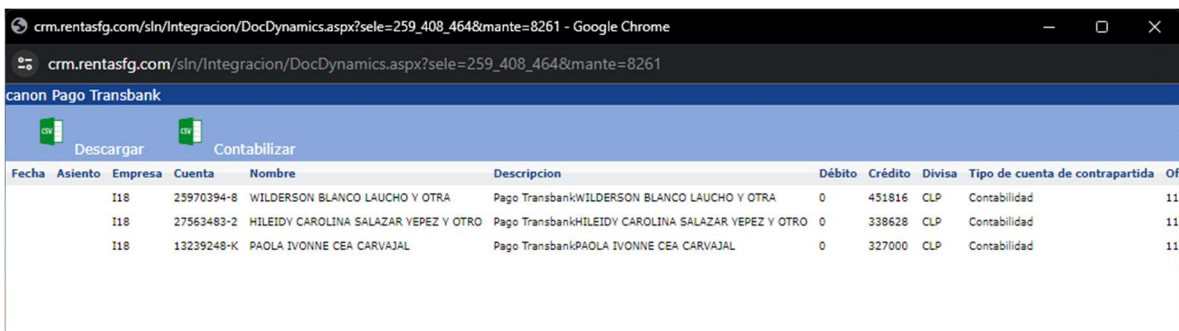 crm.rentasfg.com/sln/Integracion/DocDynamics.aspx?sele=259_408_464&mante=8261 - Google Chrome
crm.rentasfg.com/sln/Integracion/DocDynamics.aspx?sele=259_408_464&mante=8261
canon Pago Transbank
CSV Descargar CSV Contabilizar
Fecha Asiento Empresa Cuenta Nombre Descripcion Débito Crédito Divisa Tipo de cuenta de contrapartida Of
I18 25970394-8 WILDERSON BLANCO LAUCHO Y OTRA Pago TransbankWILDERSON BLANCO LAUCHO Y OTRA 0 451816 CLP Contabilidad 11
I18 27563483-2 HILEIDY CAROLINA SALAZAR YEPEZ Y OTRO Pago TransbankHILEIDY CAROLINA SALAZAR YEPEZ Y OTRO 0 338628 CLP Contabilidad 11
I18 13239248-K PAOLA IVONNE CEA CARVAJAL Pago TransbankPAOLA IVONNE CEA CARVAJAL 0 327000 CLP Contabilidad 11